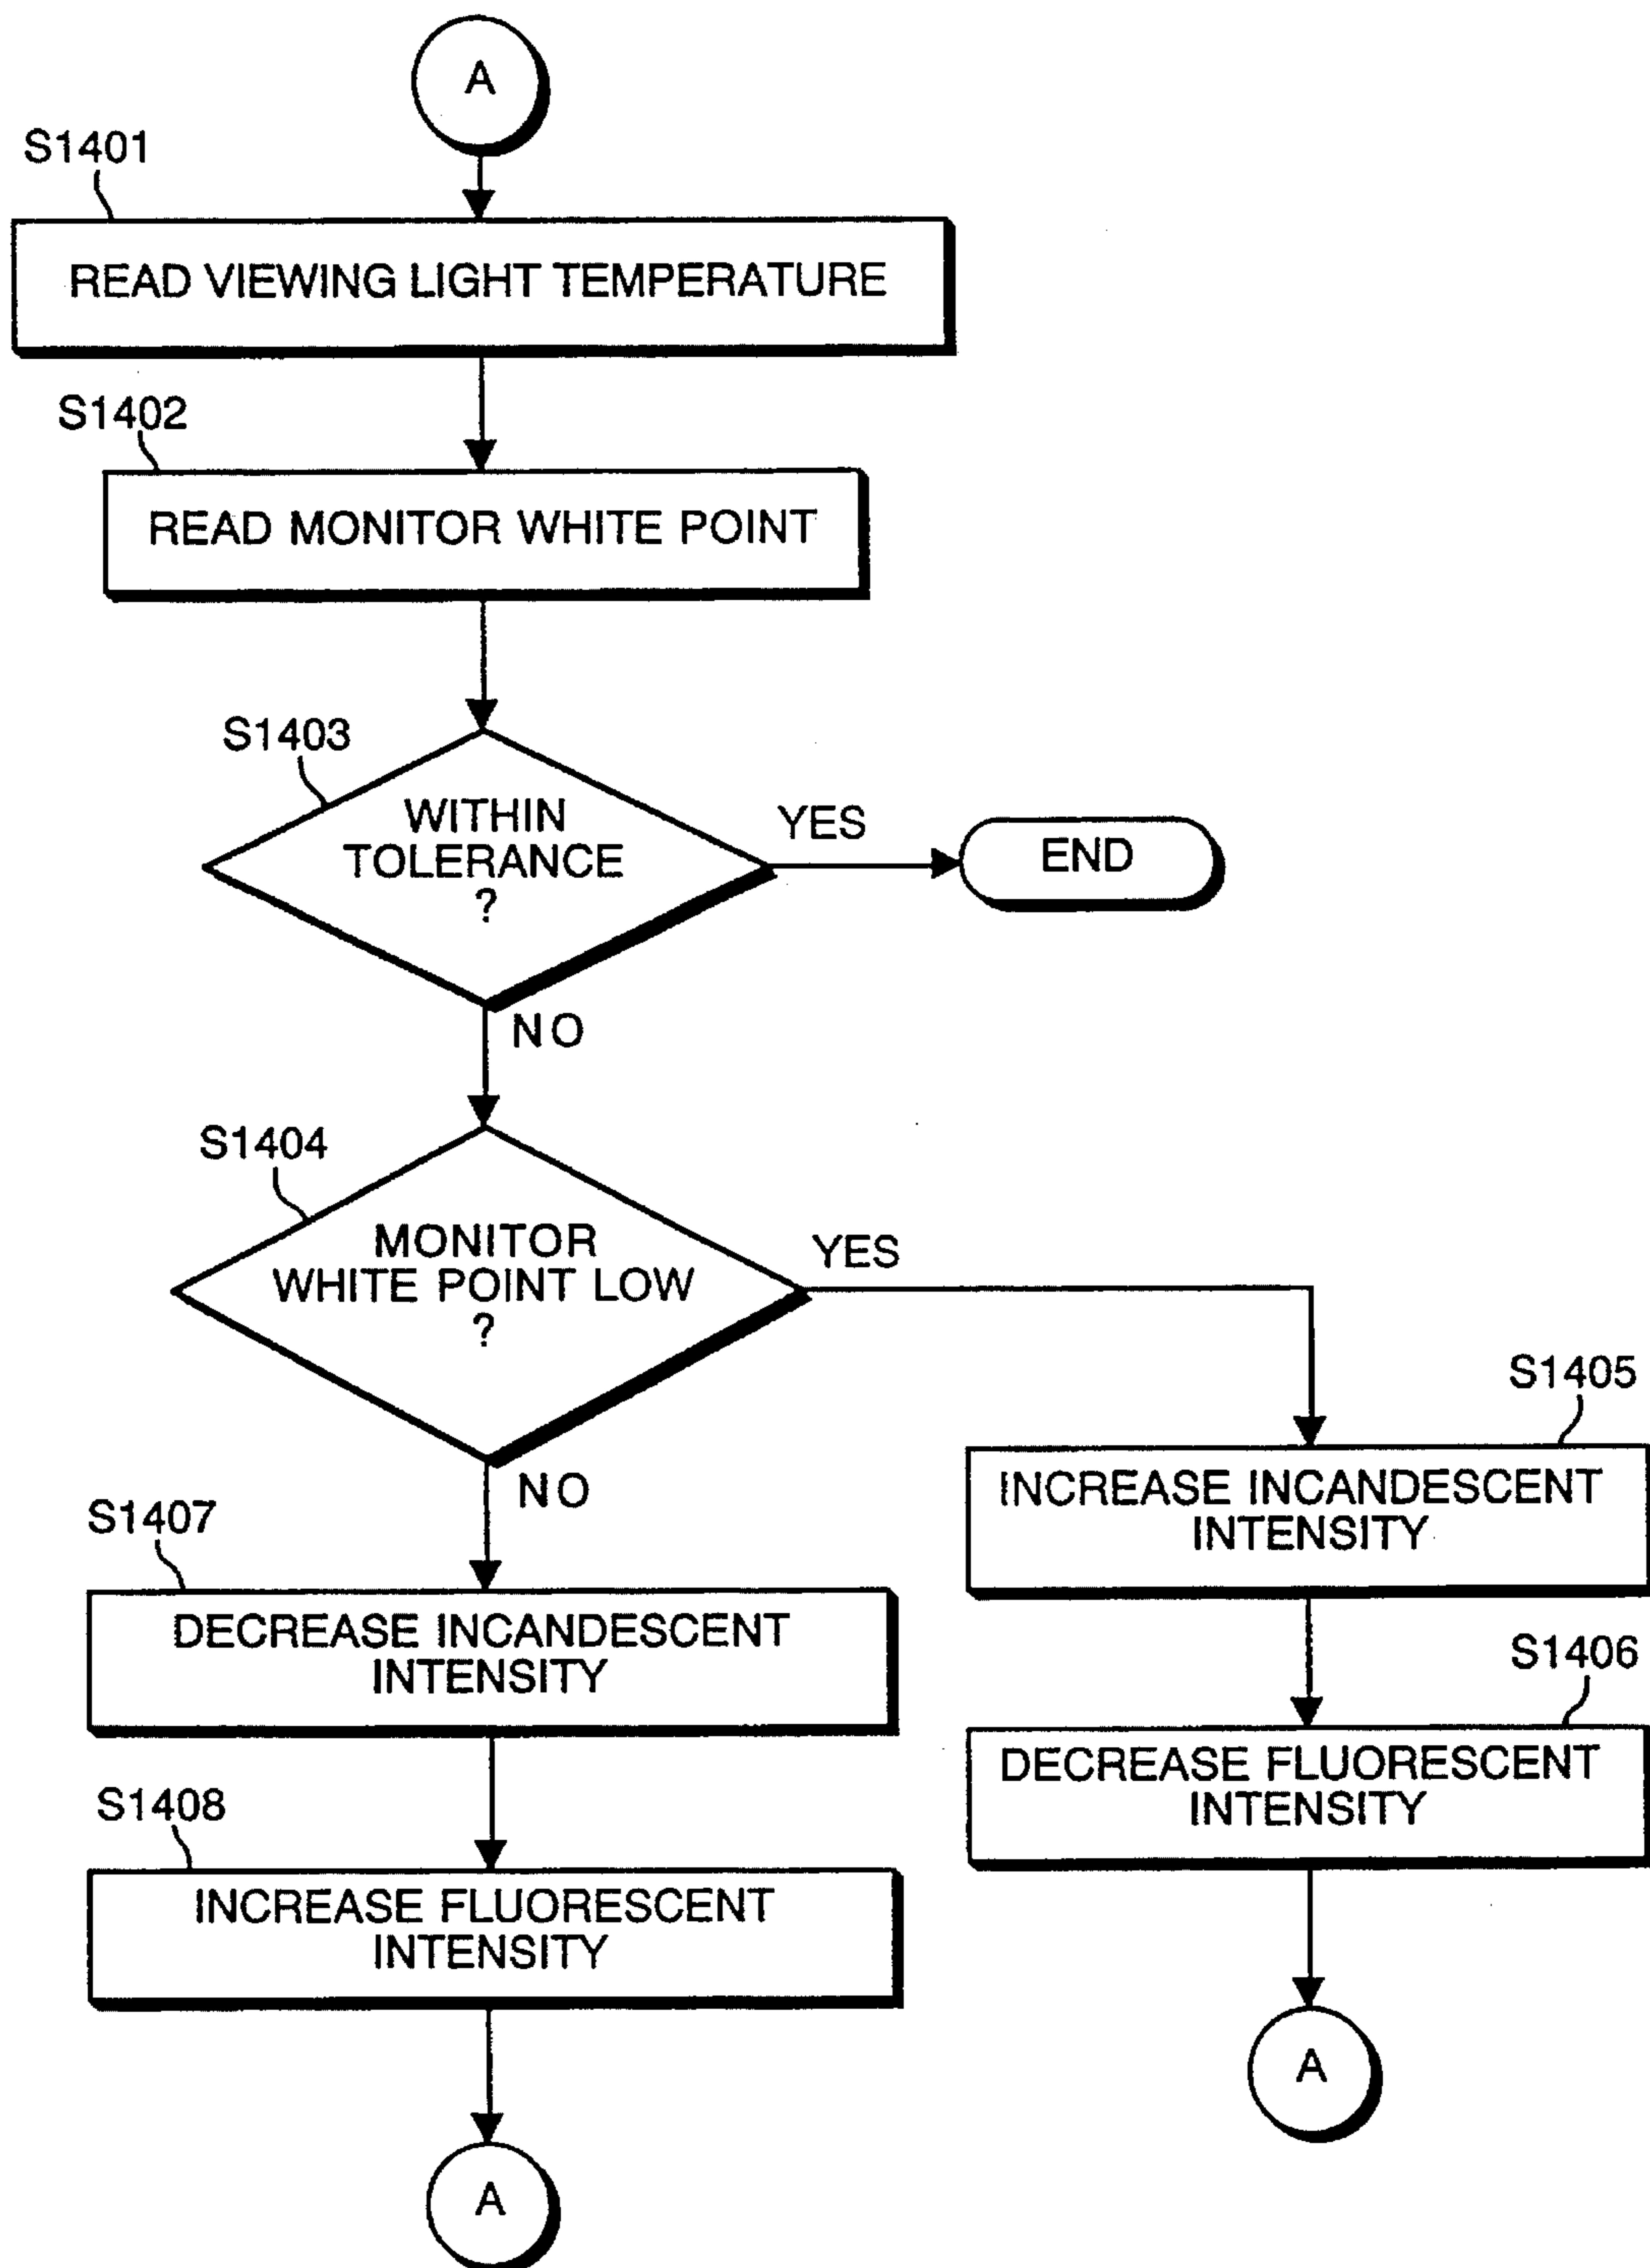 A
S1401
READ VIEWING LIGHT TEMPERATURE
S1402
READ MONITOR WHITE POINT
S1403
WITHIN
TOLERANCE
?
YES
END
NO
S1404
MONITOR
WHITE POINT LOW
?
YES
NO
S1405
INCREASE INCANDESCENT
INTENSITY
S1406
DECREASE FLUORESCENT
INTENSITY
A
S1407
DECREASE INCANDESCENT
INTENSITY
S1408
INCREASE FLUORESCENT
INTENSITY
A